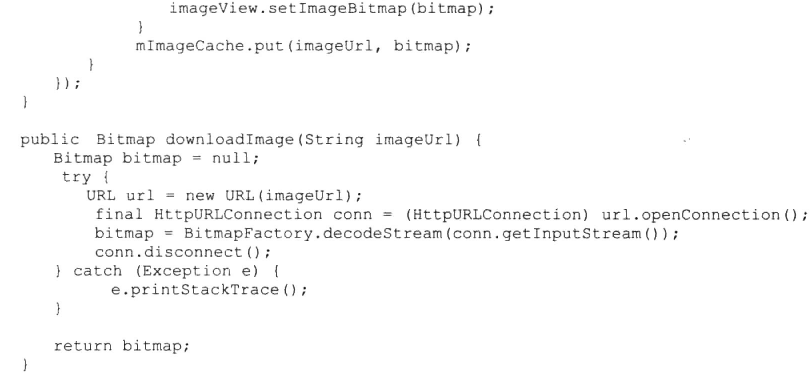 imageView.setImageBitmap(bitmap);
}
mImageCache.put(imageUrl, bitmap);
}
});
}
public Bitmap downloadImage(String imageUrl) {
Bitmap bitmap = null;
try {
URL url = new URL(imageUrl);
final HttpURLConnection conn = (HttpURLConnection) url.openConnection();
bitmap = BitmapFactory.decodeStream(conn.getInputStream());
conn.disconnect();
} catch (Exception e) {
e.printStackTrace();
}
return bitmap;
}